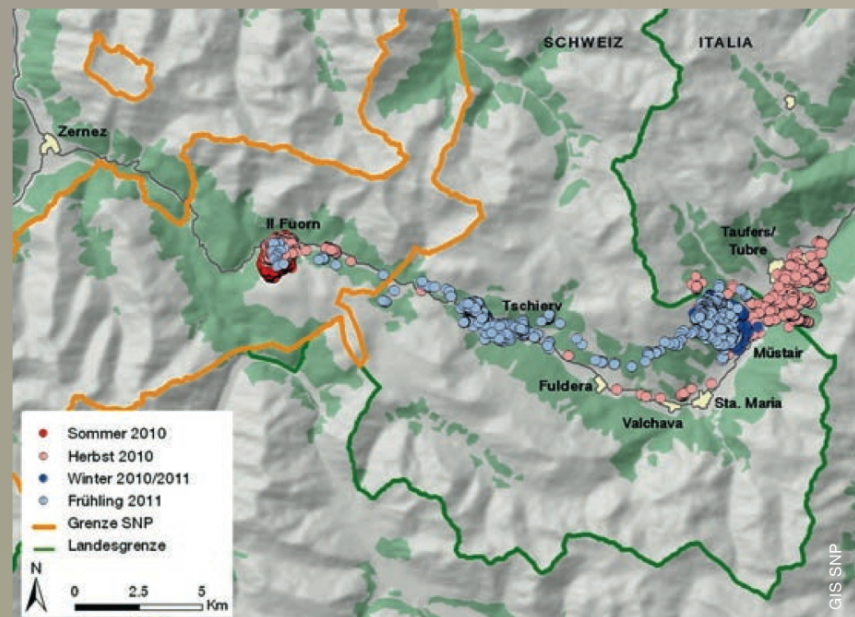 SCHWEIZ
ITALIA
Zernez
Il Fuorn
Taufers/
Tubre
Tschierv
Müstair
Fuldera
Sta. Maria
Valchava
Sommer 2010
Herbst 2010
Winter 2010/2011
Frühling 2011
Grenze SNP
Landesgrenze
N
0 2.5 5
Km
GIS SNP